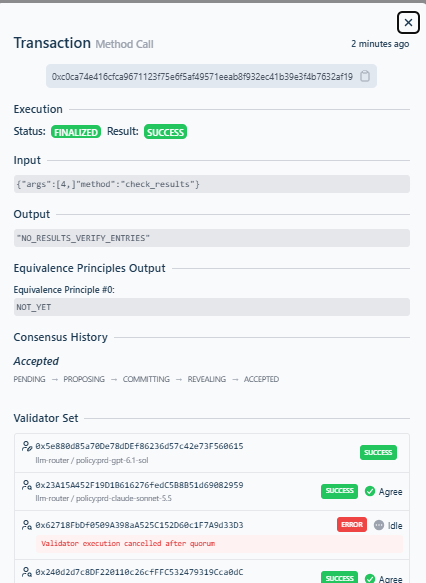 Transaction Method Call
2 minutes ago
0xc0ca74e416cfca9671123f75e6f5af49571eeab8f932ec41b39e3f4b7632af19
Execution
Status: FINALIZED Result: SUCCESS
Input
{"args":[4,]"method":"check_results"}
Output
"NO_RESULTS_VERIFY_ENTRIES"
Equivalence Principles Output
Equivalence Principle #0:
NOT_YET
Consensus History
Accepted
PENDING → PROPOSING → COMMITTING → REVEALING → ACCEPTED
Validator Set
0x5e880d85a70De78dDEf86236d57c42e73F560615
SUCCESS
llm-router / policy:prd-gpt-6.1-sol
0x23A15A452F19D1B616276fedC5B8B51d69082959
SUCCESS Agree
llm-router / policy:prd-claude-sonnet-5.5
0x62718FbDf0509A398aA525C152D60c1F7A9d33D3
ERROR Idle
Validator execution cancelled after quorum
0x240d2d7c8DF220110c26cfFFC532479319Cca0dC
SUCCESS Agree